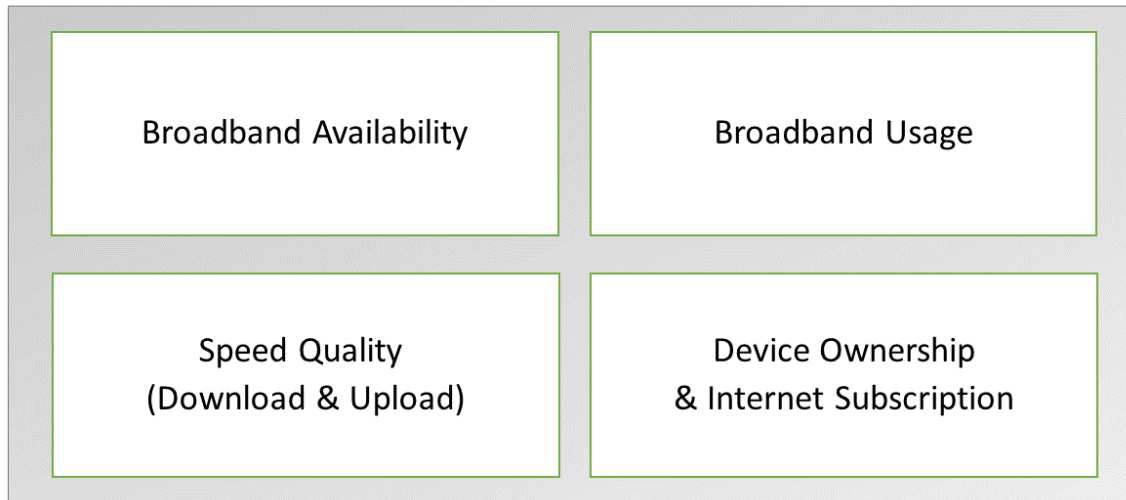 Broadband Availability
Broadband Usage
Speed Quality
(Download & Upload)
Device Ownership
& Internet Subscription